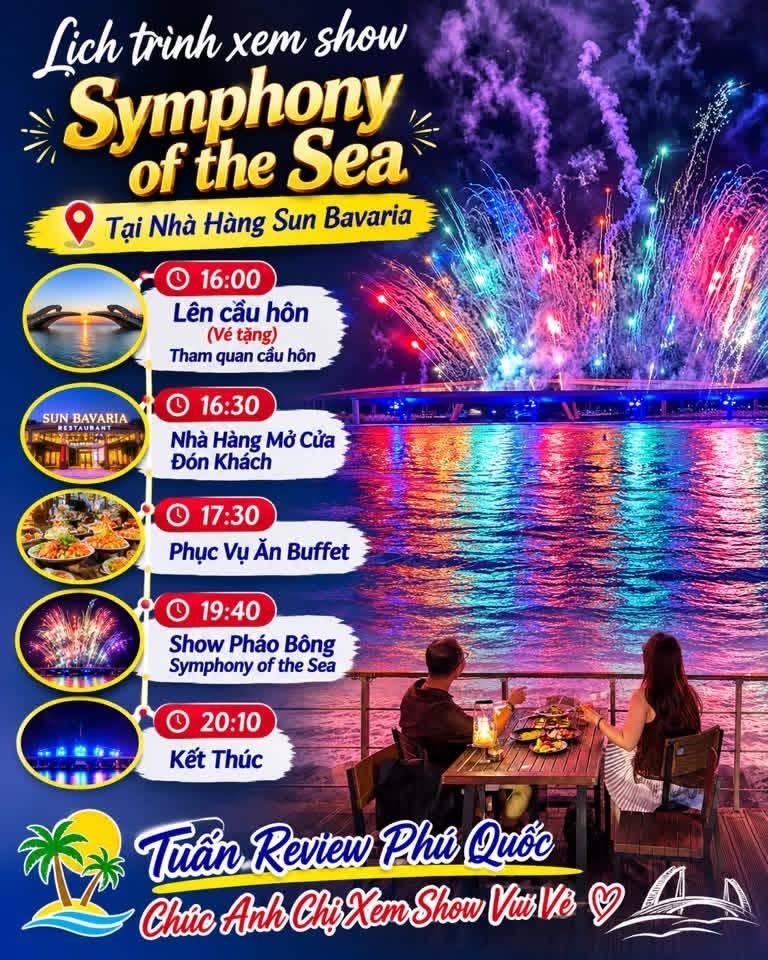 Lịch trình xem show
Symphony
of the Sea
Tại Nhà Hàng Sun Bavaria
16:00
Lên cầu hôn
(Vé tặng)
Tham quan cầu hôn
16:30
SUN BAVARIA
RESTAURANT
Nhà Hàng Mở Cửa
Đón Khách
17:30
Phục Vụ Ăn Buffet
19:40
Show Pháo Bông
Symphony of the Sea
20:10
Kết Thúc
Tuấn Review Phú Quốc
Chúc Anh Chị Xem Show Vui Vẻ